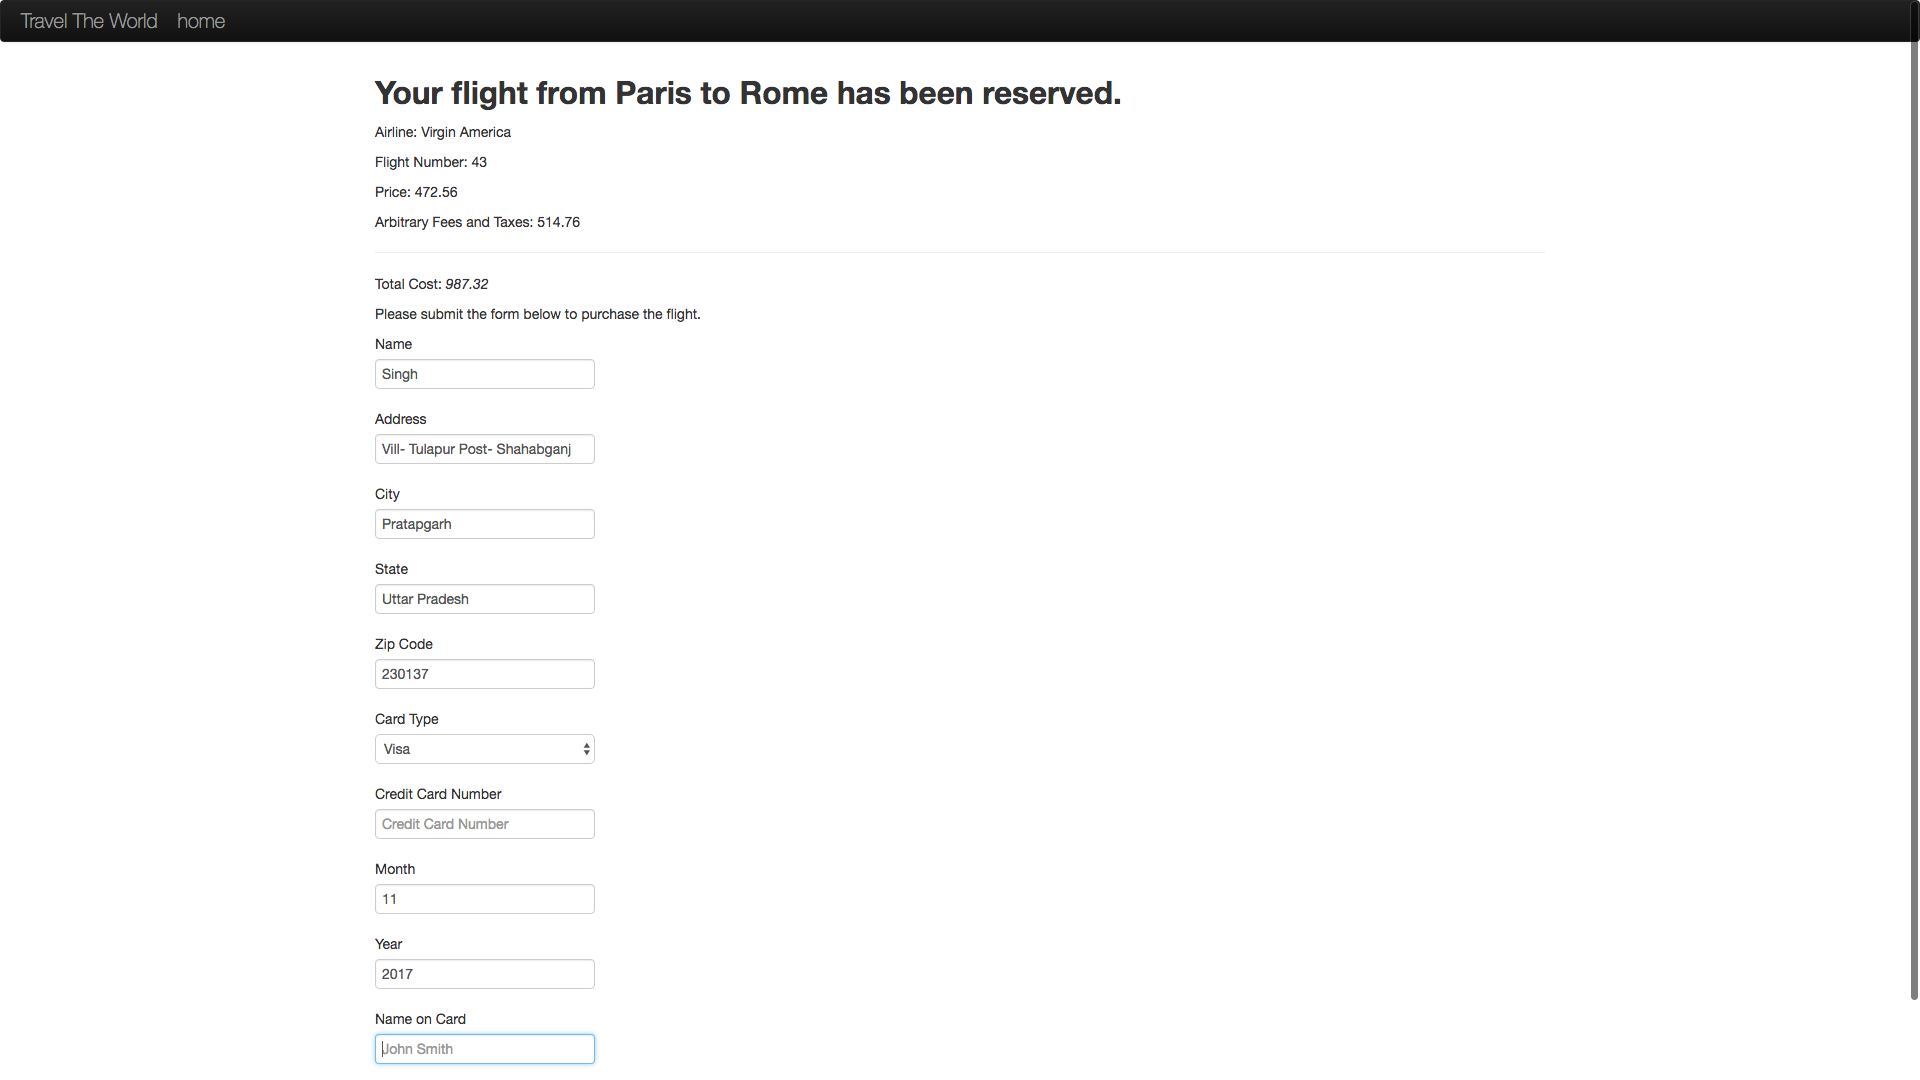 Travel The World home
Your flight from Paris to Rome has been reserved.
Airline: Virgin America
Flight Number: 43
Price: 472.56
Arbitrary Fees and Taxes: 514.76
Total Cost: 987.32
Please submit the form below to purchase the flight.
Name
Singh
Address
Vill- Tulapur Post- Shahabganj
City
Pratapgarh
State
Uttar Pradesh
Zip Code
230137
Card Type
Visa
Credit Card Number
Credit Card Number
Month
11
Year
2017
Name on Card
John Smith